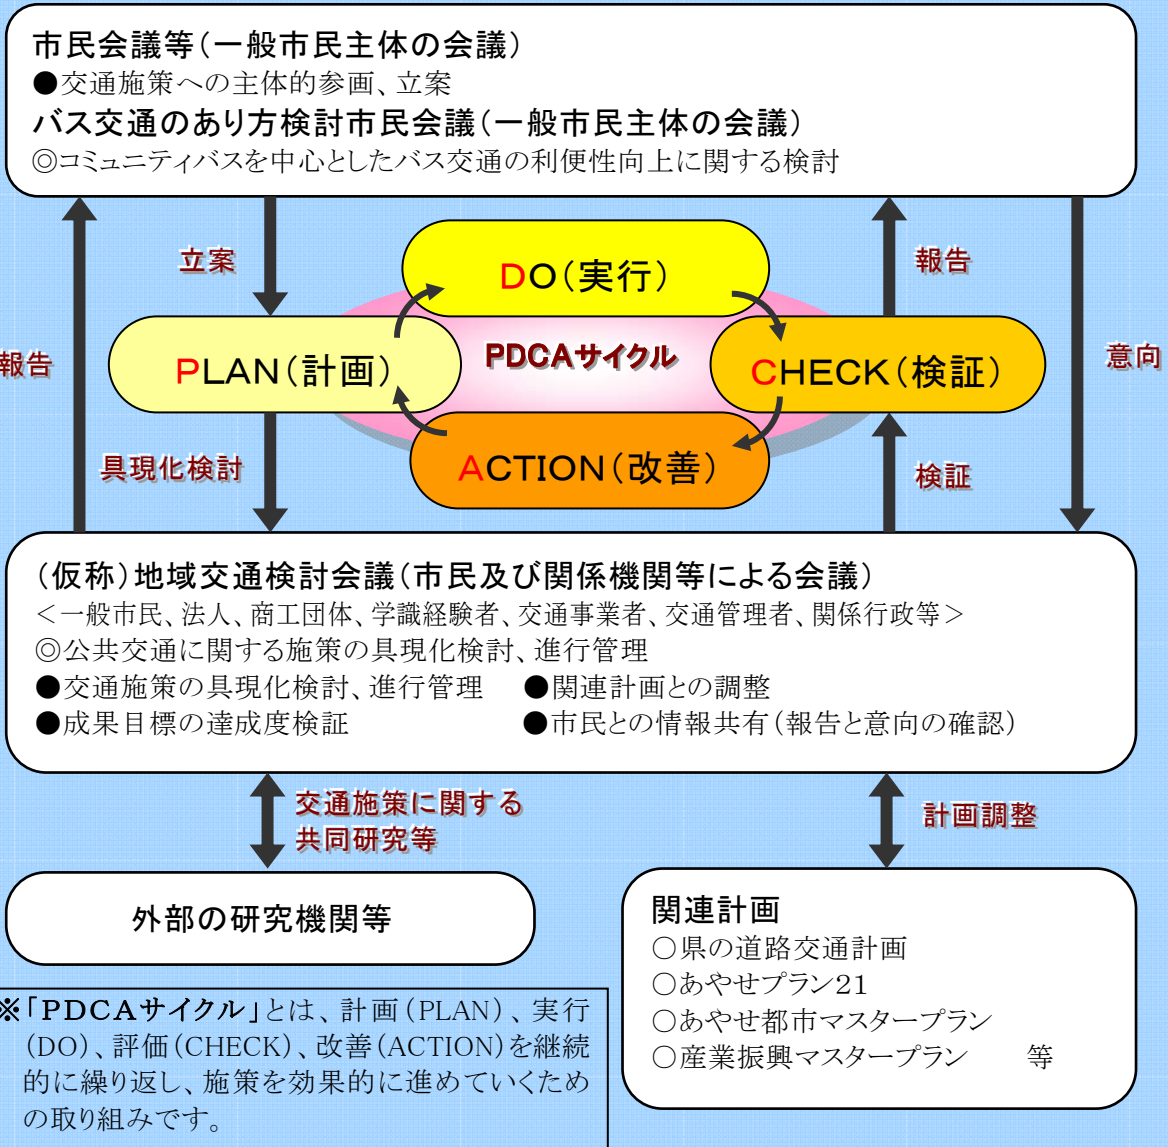 市民会議等(一般市民主体の会議)
●交通施策への主体的参画、立案
バス交通のあり方検討市民会議(一般市民主体の会議)
◎コミュニティバスを中心としたバス交通の利便性向上に関する検討
立案
DO(実行)
報告
報告
PLAN(計画)
PDCAサイクル
CHECK(検証)
意向
具現化検討
ACTION(改善)
検証
(仮称)地域交通検討会議(市民及び関係機関等による会議)
<一般市民、法人、商工団体、学識経験者、交通事業者、交通管理者、関係行政等>
◎公共交通に関する施策の具現化検討、進行管理
●交通施策の具現化検討、進行管理 ●関連計画との調整
●成果目標の達成度検証 ●市民との情報共有(報告と意向の確認)
交通施策に関する
共同研究等
計画調整
外部の研究機関等
関連計画
○県の道路交通計画
○あやせプラン21
○あやせ都市マスタープラン
○産業振興マスタープラン 等
※「PDCAサイクル」とは、計画(PLAN)、実行
(DO)、評価(CHECK)、改善(ACTION)を継続
的に繰り返し、施策を効果的に進めていくため
の取り組みです。